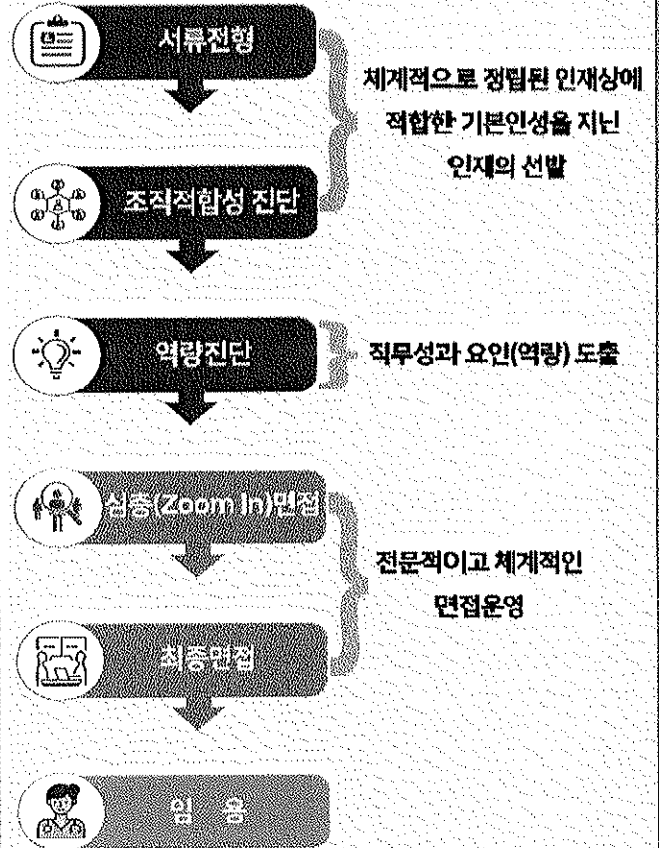 서류전형
체계적으로 정립된 인재상에
적합한 기본인성을 지닌
인재의 선발
조직적합성 진단
역량진단
직무성과 요인(역량) 도출
심층(Zoom In)면접
전문적이고 체계적인
면접운영
최종면접
임 용